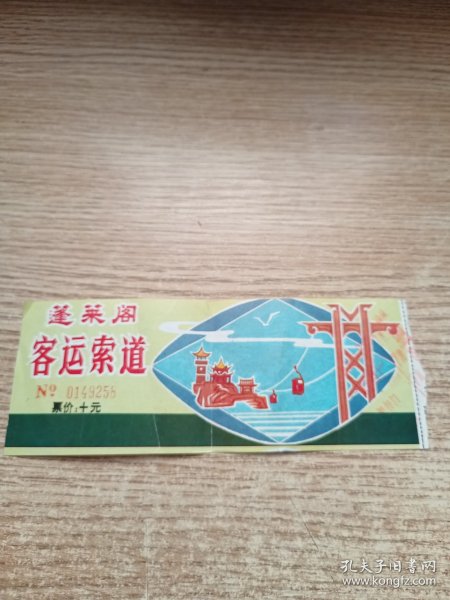 蓬莱阁
客运索道
Nº 0149258
票价:十元
孔夫子旧书网
www.kongfz.com